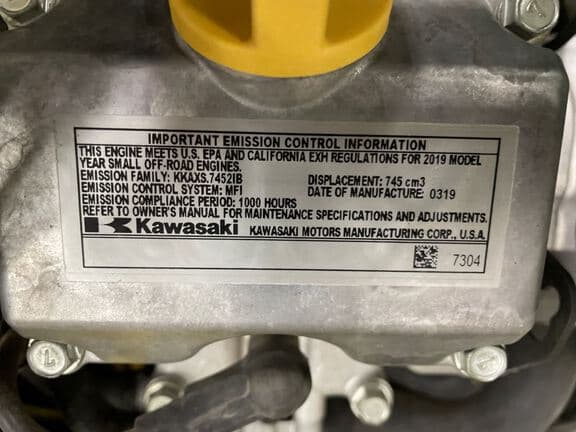 IMPORTANT EMISSION CONTROL INFORMATION
THIS ENGINE MEETS U.S. EPA AND CALIFORNIA EXH REGULATIONS FOR 2019 MODEL
YEAR SMALL OFF-ROAD ENGINES.
EMISSION FAMILY: KKAXS.7452IB DISPLACEMENT: 745 cm3
EMISSION CONTROL SYSTEM: MFI DATE OF MANUFACTURE: 0319
EMISSION COMPLIANCE PERIOD: 1000 HOURS
REFER TO OWNER'S MANUAL FOR MAINTENANCE SPECIFICATIONS AND ADJUSTMENTS.
Kawasaki KAWASAKI MOTORS MANUFACTURING CORP., U.S.A.
7304